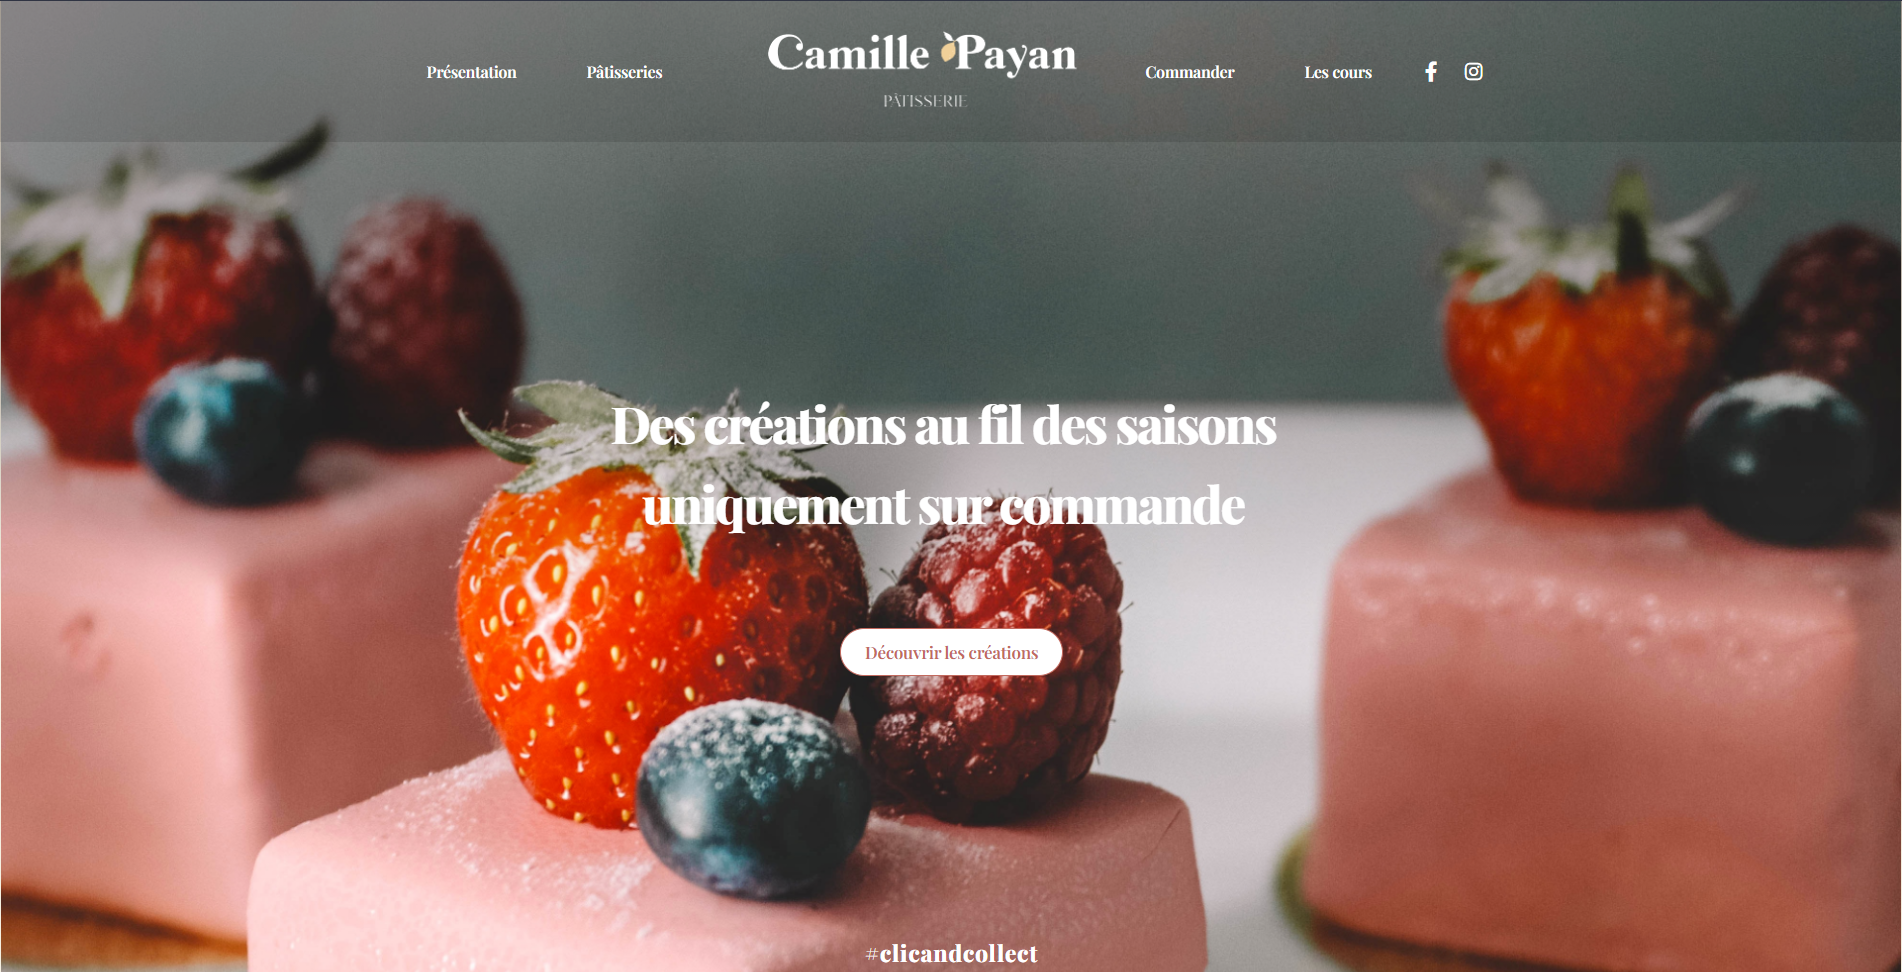 Présentation
Pâtisseries
Camille Payan
PÂTISSERIE
Commander
Les cours
Des créations au fil des saisons
uniquement sur commande
Découvrir les créations
#clicandcollect